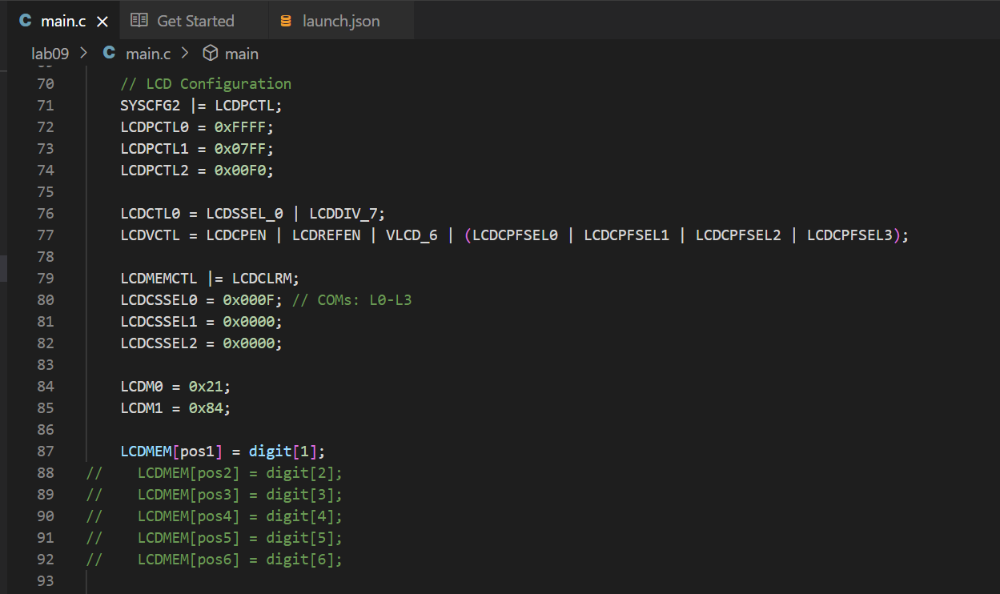 main.c Get Started launch.json
lab09 > main.c > main
70 // LCD Configuration
71 SYSCFG2 |= LCDPCTL;
72 LCDPCTL0 = 0xFFFF;
73 LCDPCTL1 = 0x07FF;
74 LCDPCTL2 = 0x00F0;
75
76 LCDCTL0 = LCDSSEL_0 | LCDDIV_7;
77 LCDVCTL = LCDCPEN | LCDREFEN | VLCD_6 | (LCDCPFSEL0 | LCDCPFSEL1 | LCDCPFSEL2 | LCDCPFSEL3);
78
79 LCDMEMCTL |= LCDCLRM;
80 LCDCSSEL0 = 0x000F; // COMs: L0-L3
81 LCDCSSEL1 = 0x0000;
82 LCDCSSEL2 = 0x0000;
83
84 LCDM0 = 0x21;
85 LCDM1 = 0x84;
86
87 LCDMEM[pos1] = digit[1];
88 // LCDMEM[pos2] = digit[2];
89 // LCDMEM[pos3] = digit[3];
90 // LCDMEM[pos4] = digit[4];
91 // LCDMEM[pos5] = digit[5];
92 // LCDMEM[pos6] = digit[6];
93